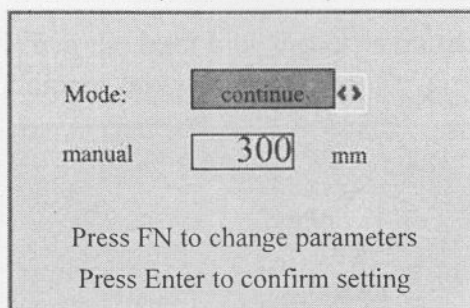 Mode: continue
manual 300 mm
Press FN to change parameters
Press Enter to confirm setting